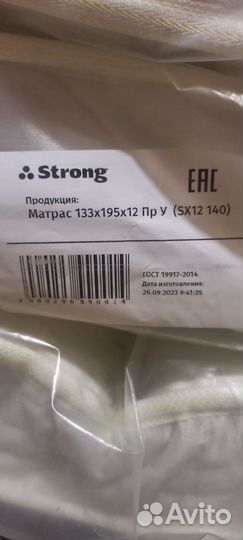 Strong
EAC
Продукция:
Матрас 133х195х12 Пр У (SX12 140)
ГОСТ 19917-2014
Дата изготовления:
26.09.2023 9:41:35
Avito